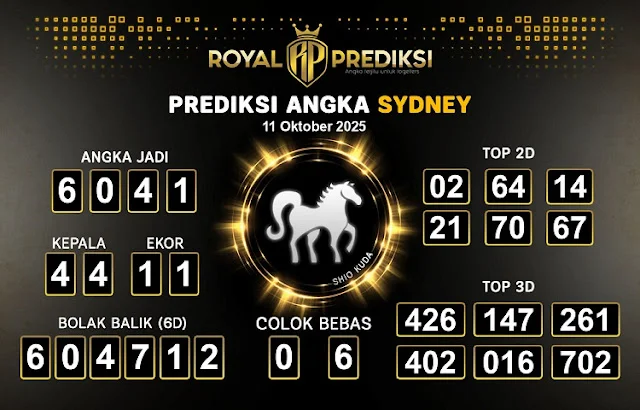 ROYAL RP PREDIKSI
Angka Replu untuk Togelers
PREDIKSI ANGKA SYDNEY
11 Oktober 2025
ANGKA JADI
6 0 4 1
KEPALA EKOR
4 4 1 1
BOLAK BALIK (6D)
6 0 4 7 1 2
SHIO KUDA
COLOK BEBAS
0 6
TOP 2D
02 64 14
21 70 67
TOP 3D
426 147 261
402 016 702